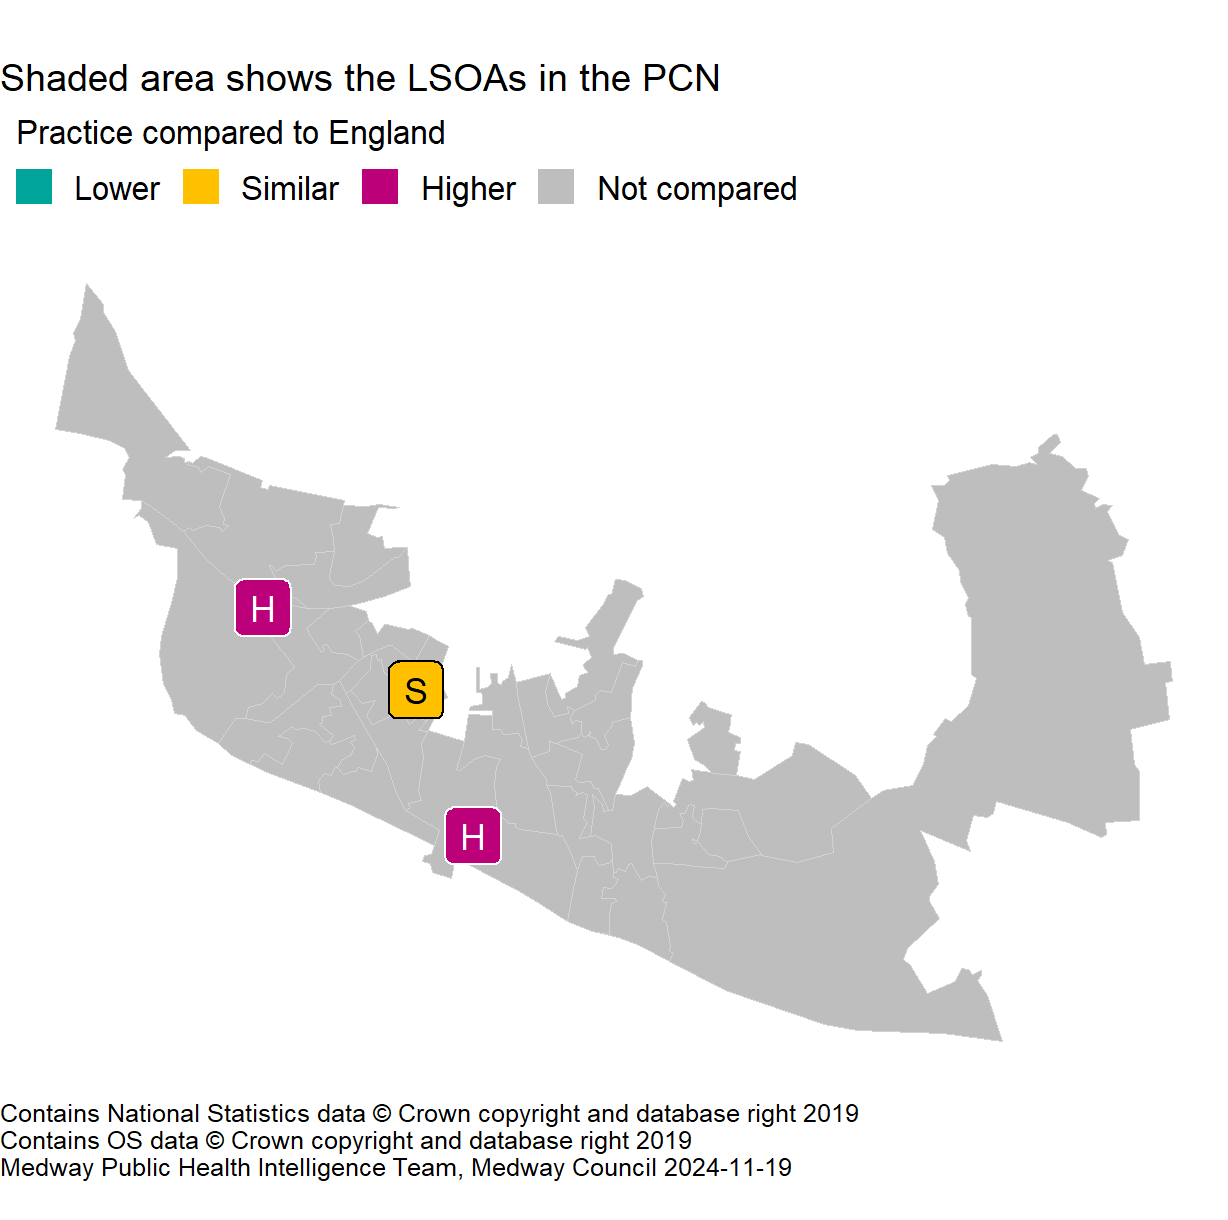 Shaded area shows the LSOAs in the PCN
Practice compared to England
Lower Similar Higher Not compared
H
S
H
Contains National Statistics data © Crown copyright and database right 2019
Contains OS data © Crown copyright and database right 2019
Medway Public Health Intelligence Team, Medway Council 2024-11-19